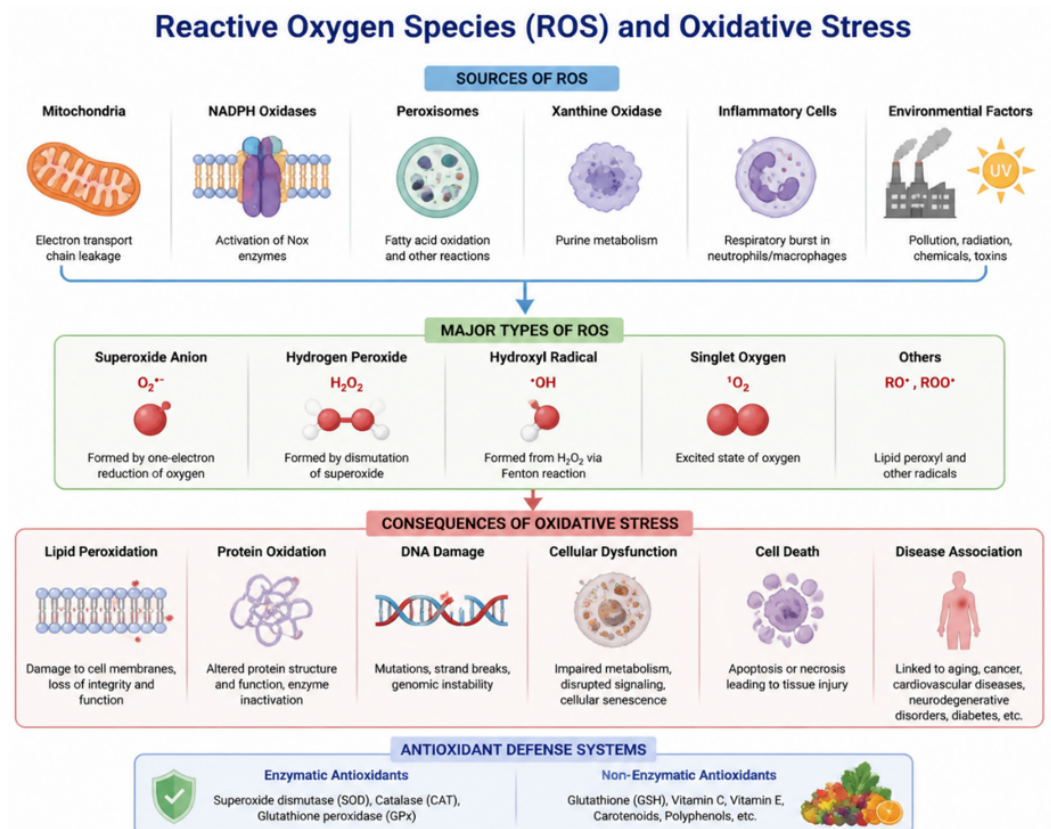 Reactive Oxygen Species (ROS) and Oxidative Stress
SOURCES OF ROS
Mitochondria
Electron transport
chain leakage
NADPH Oxidases
Activation of Nox
enzymes
Peroxisomes
Fatty acid oxidation
and other reactions
Xanthine Oxidase
Purine metabolism
Inflammatory Cells
Respiratory burst in
neutrophils/macrophages
Environmental Factors
UV
Pollution, radiation,
chemicals, toxins
MAJOR TYPES OF ROS
Superoxide Anion
O₂•⁻
Formed by one-electron
reduction of oxygen
Hydrogen Peroxide
H₂O₂
Formed by dismutation
of superoxide
Hydroxyl Radical
•OH
Formed from H₂O₂ via
Fenton reaction
Singlet Oxygen
¹O₂
Excited state of oxygen
Others
RO• , ROO•
Lipid peroxyl and
other radicals
CONSEQUENCES OF OXIDATIVE STRESS
Lipid Peroxidation
Damage to cell membranes,
loss of integrity and
function
Protein Oxidation
Altered protein structure
and function, enzyme
inactivation
DNA Damage
Mutations, strand breaks,
genomic instability
Cellular Dysfunction
Impaired metabolism,
disrupted signaling,
cellular senescence
Cell Death
Apoptosis or necrosis
leading to tissue injury
Disease Association
Linked to aging, cancer,
cardiovascular diseases,
neurodegenerative
disorders, diabetes, etc.
ANTIOXIDANT DEFENSE SYSTEMS
Enzymatic Antioxidants
Superoxide dismutase (SOD), Catalase (CAT),
Glutathione peroxidase (GPx)
Non-Enzymatic Antioxidants
Glutathione (GSH), Vitamin C, Vitamin E,
Carotenoids, Polyphenols, etc.